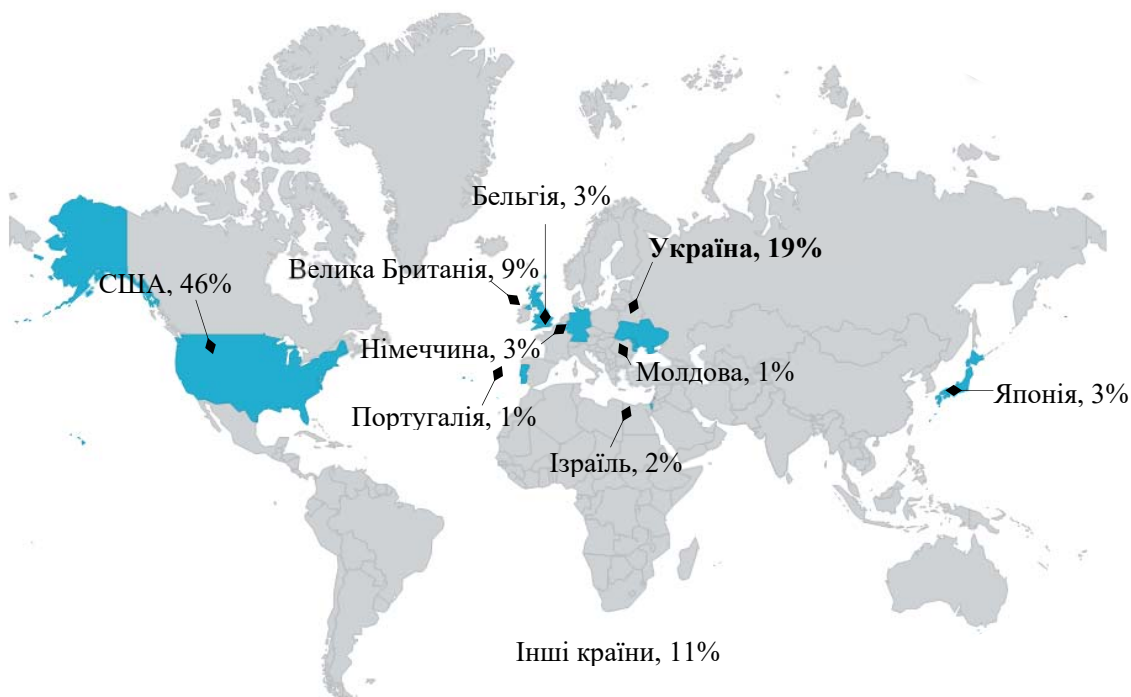 Бельгія, 3%
Україна, 19%
Велика Британія, 9%
США, 46%
Німеччина, 3%
Молдова, 1%
Японія, 3%
Португалія, 1%
Ізраїль, 2%
Інші країни, 11%